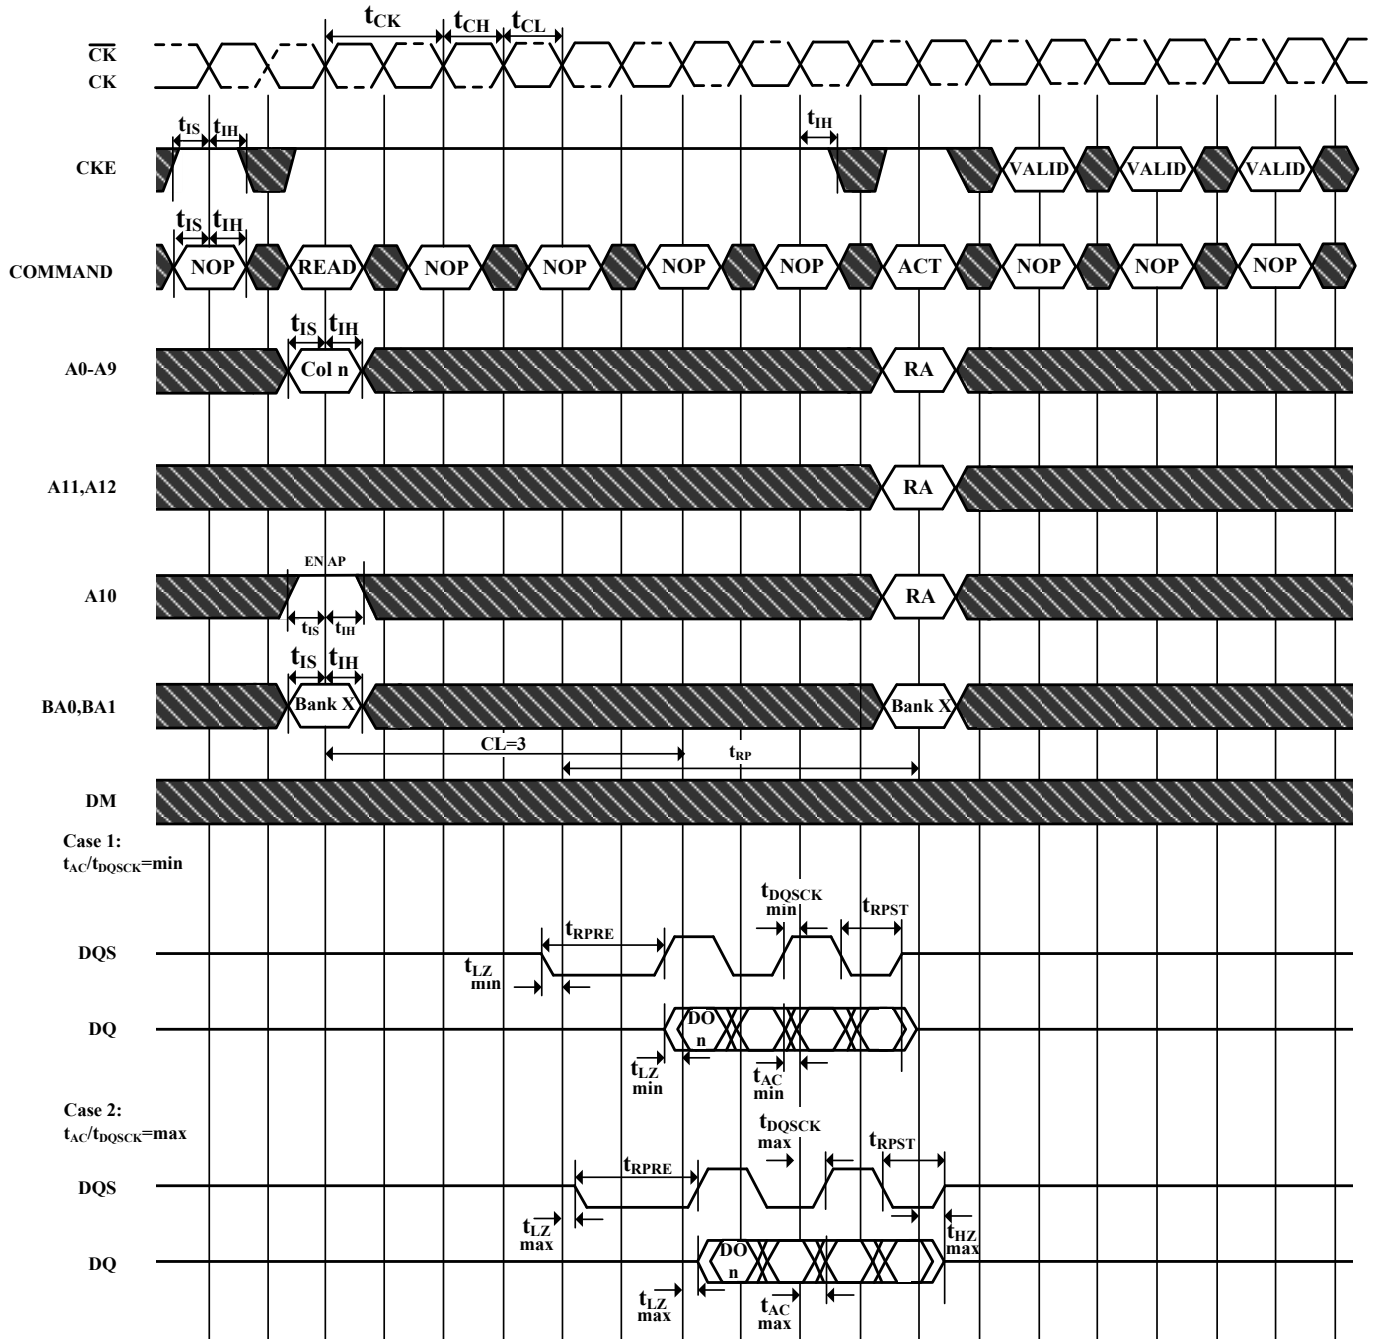 tCK tCH tCL
CK
CK
tIS tIH tIH
CKE VALID VALID VALID
tIS tIH
COMMAND NOP READ NOP NOP NOP NOP ACT NOP NOP NOP
tIS tIH
A0-A9 Col n RA
A11,A12 RA
EN AP
A10 RA
tIS tIH
tIS tIH
BA0,BA1 Bank X Bank X
CL=3 tRP
DM
Case 1:
tAC/tDQSCK=min
tDQSCK min tRPST
tRPRE
DQS
tLZ min
DQ DO n
tLZ min tAC min
Case 2:
tAC/tDQSCK=max
tDQSCK max tRPST
tRPRE
DQS
tLZ max tHZ max
DQ DO n
tLZ max tAC max